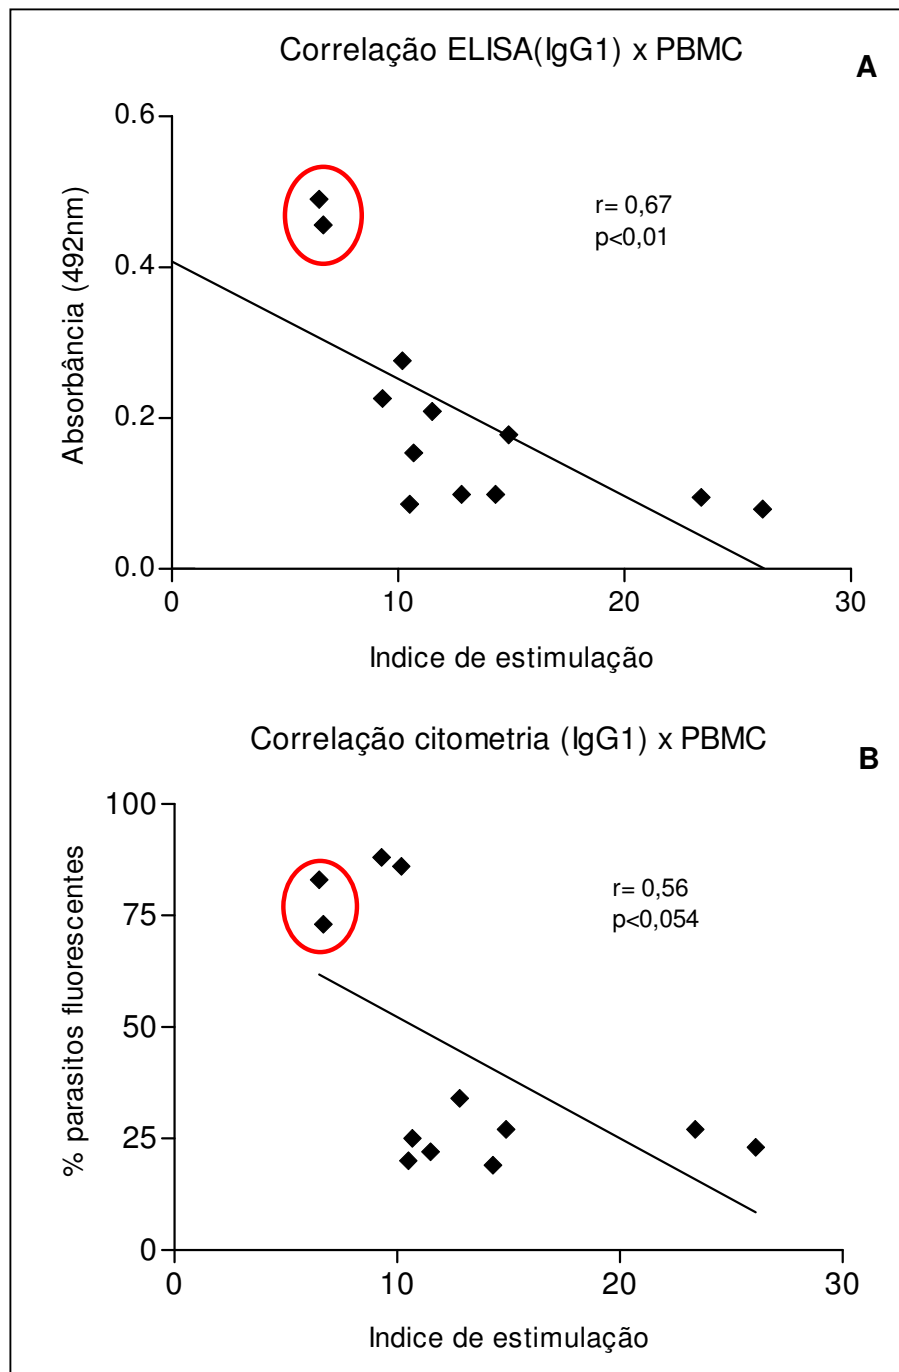 Correlação ELISA(IgG1) x PBMC
A
0.6
0.4
0.2
0.0
Absorbância (492nm)
r= 0,67
p<0,01
0 10 20 30
Indice de estimulação
Correlação citometria (IgG1) x PBMC
B
100
75
50
25
0
% parasitos fluorescentes
r= 0,56
p<0,054
0 10 20 30
Indice de estimulação